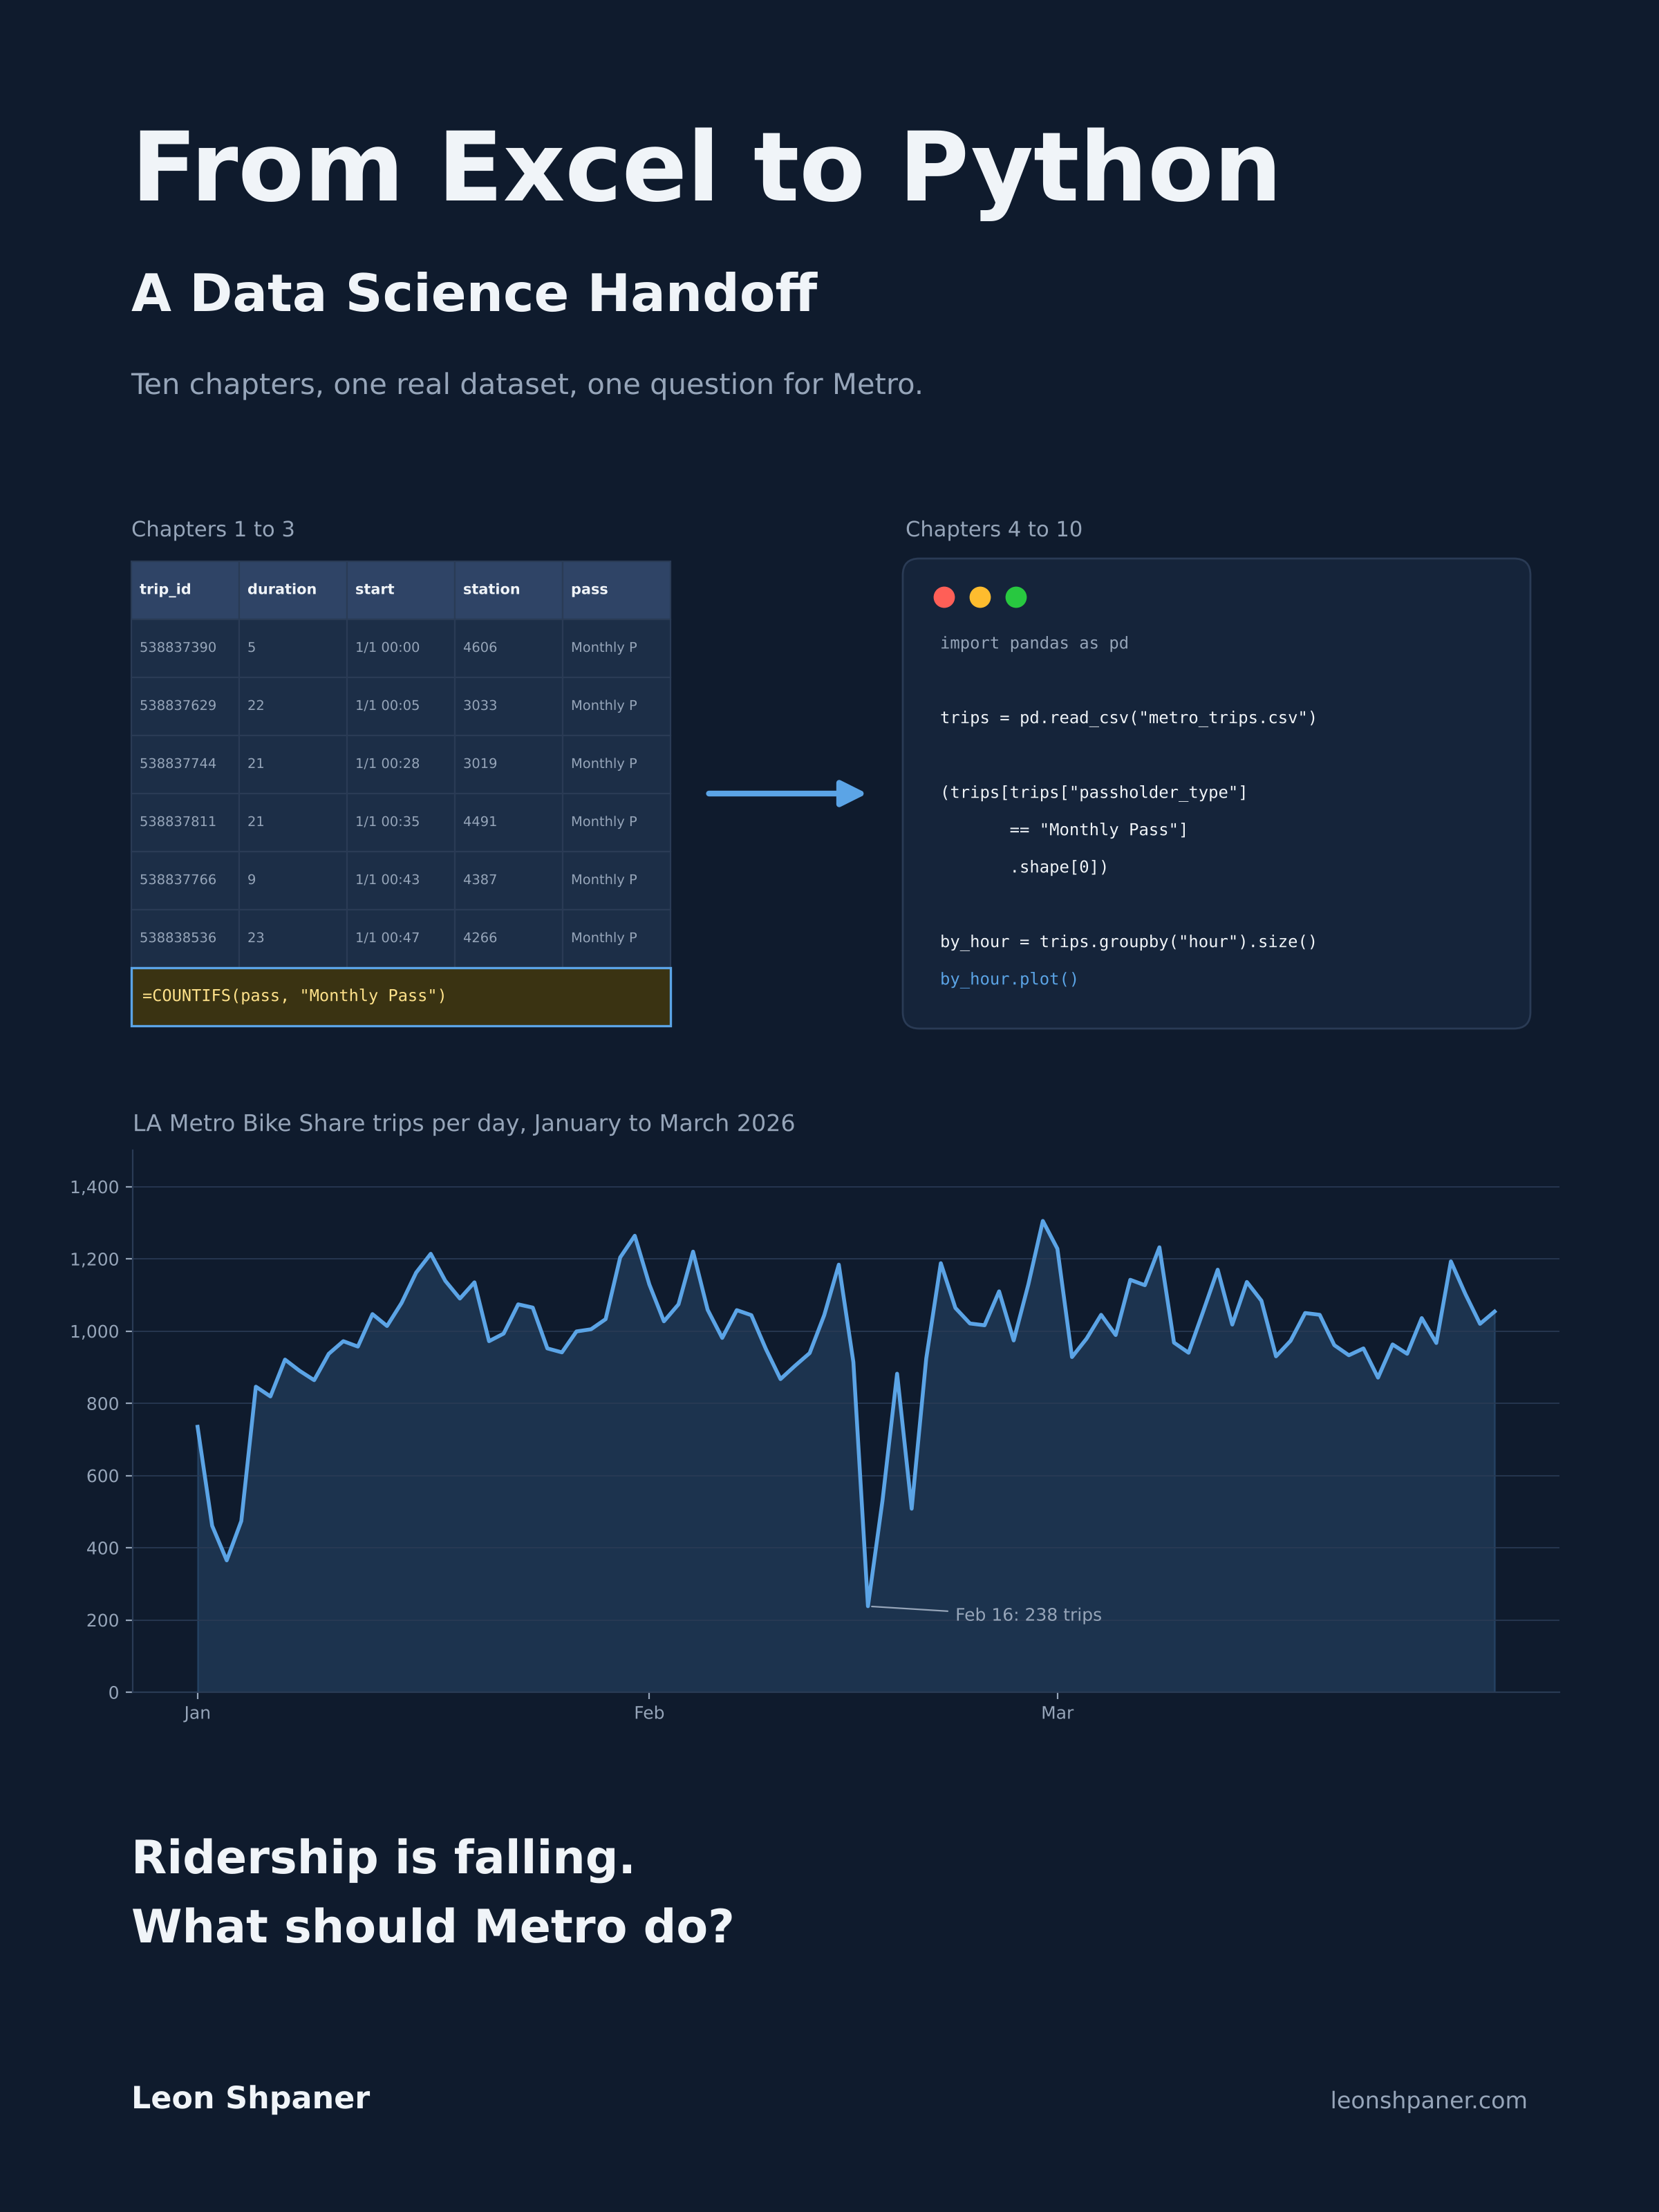 From Excel to Python
A Data Science Handoff
Ten chapters, one real dataset, one question for Metro.
Chapters 1 to 3
trip_id duration start station pass
538837390 5 1/1 00:00 4606 Monthly P
538837629 22 1/1 00:05 3033 Monthly P
538837744 21 1/1 00:28 3019 Monthly P
538837811 21 1/1 00:35 4491 Monthly P
538837766 9 1/1 00:43 4387 Monthly P
538838536 23 1/1 00:47 4266 Monthly P
=COUNTIFS(pass, "Monthly Pass")
Chapters 4 to 10
import pandas as pd
trips = pd.read_csv("metro_trips.csv")
(trips[trips["passholder_type"]
== "Monthly Pass"]
.shape[0])
by_hour = trips.groupby("hour").size()
by_hour.plot()
LA Metro Bike Share trips per day, January to March 2026
1,400
1,200
1,000
800
600
400
200
0
Feb 16: 238 trips
Jan Feb Mar
Ridership is falling.
What should Metro do?
Leon Shpaner
leonshpaner.com